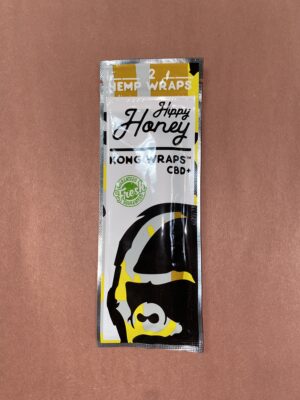 2
HEMP WRAPS
Hippy
Honey
KONG WRAPS™
CBD+